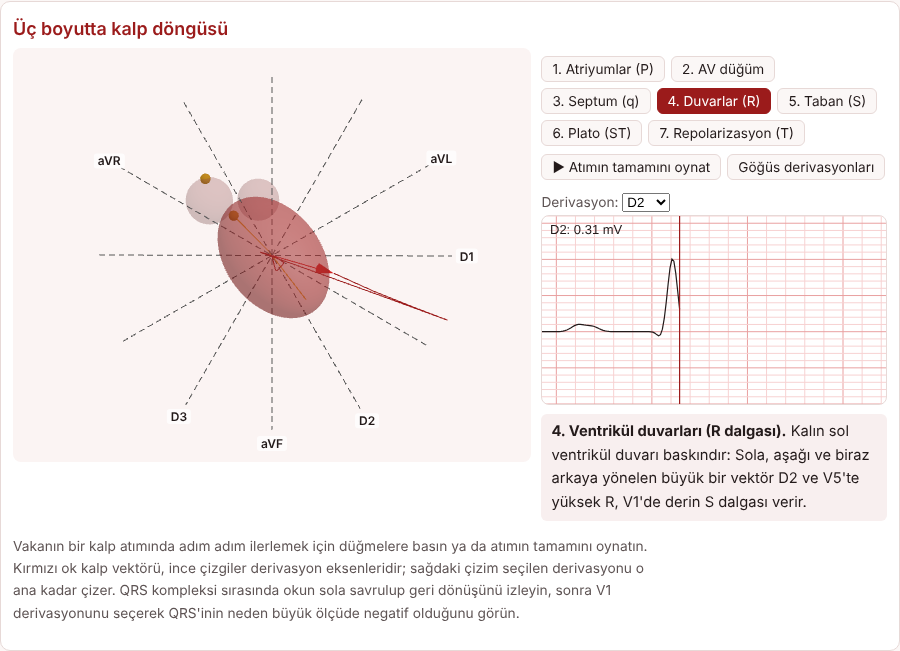 Üç boyutta kalp döngüsü
aVR
aVL
D1
D3
D2
aVF
1. Atriyumlar (P)
2. AV düğüm
3. Septum (q)
4. Duvarlar (R)
5. Taban (S)
6. Plato (ST)
7. Repolarizasyon (T)
▶ Atımın tamamını oynat
Göğüs derivasyonları
Derivasyon: D2
D2: 0.31 mV
4. Ventrikül duvarları (R dalgası). Kalın sol
ventrikül duvarı baskındır: Sola, aşağı ve biraz
arkaya yönelen büyük bir vektör D2 ve V5'te
yüksek R, V1'de derin S dalgası verir.
Vakanın bir kalp atımında adım adım ilerlemek için düğmelere basın ya da atımın tamamını oynatın.
Kırmızı ok kalp vektörü, ince çizgiler derivasyon eksenleridir; sağdaki çizim seçilen derivasyonu o
ana kadar çizer. QRS kompleksi sırasında okun sola savrulup geri dönüşünü izleyin, sonra V1
derivasyonunu seçerek QRS'inin neden büyük ölçüde negatif olduğunu görün.